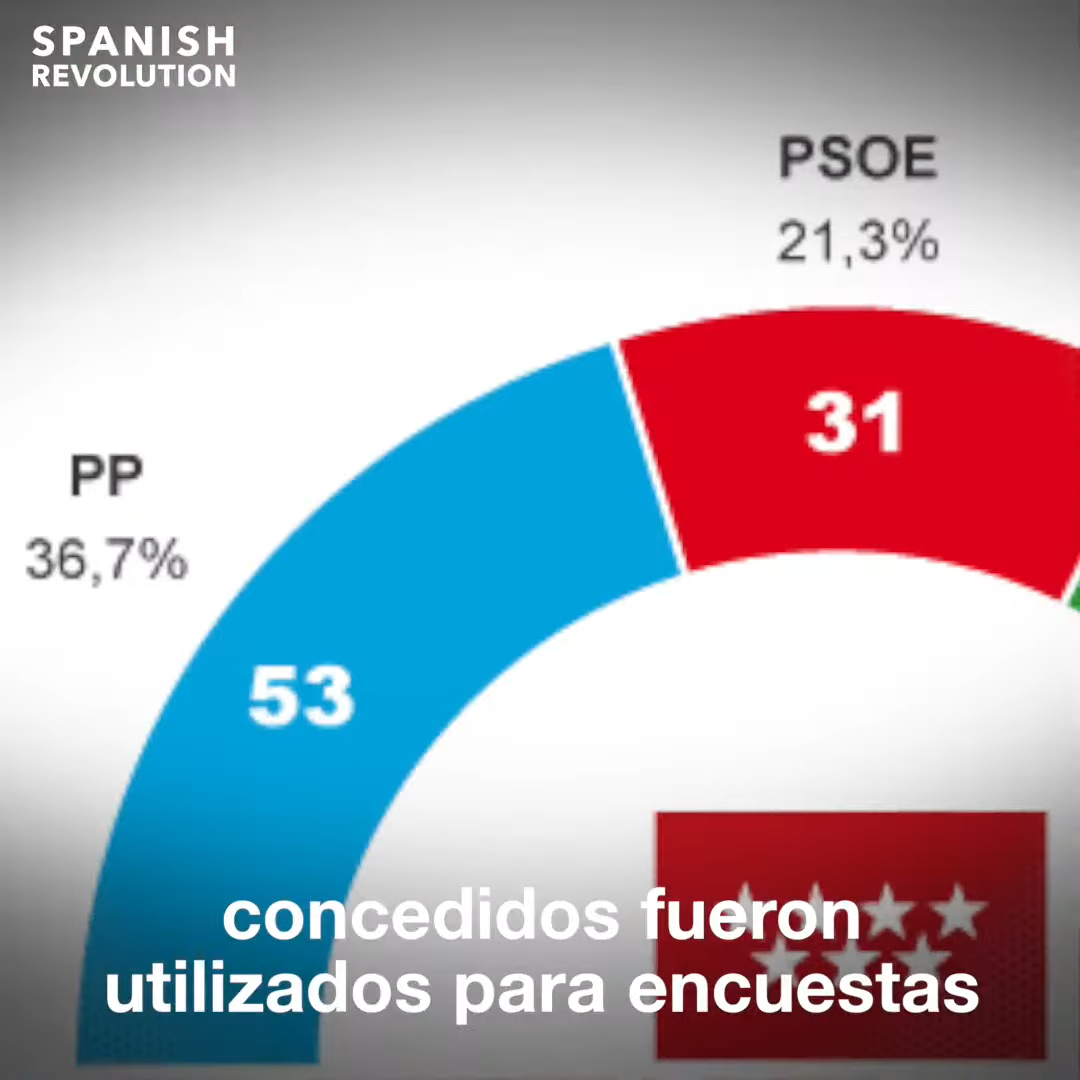 SPANISH
REVOLUTION
PSOE
21,3%
31
PP
36,7%
53
concedidos fueron
utilizados para encuestas